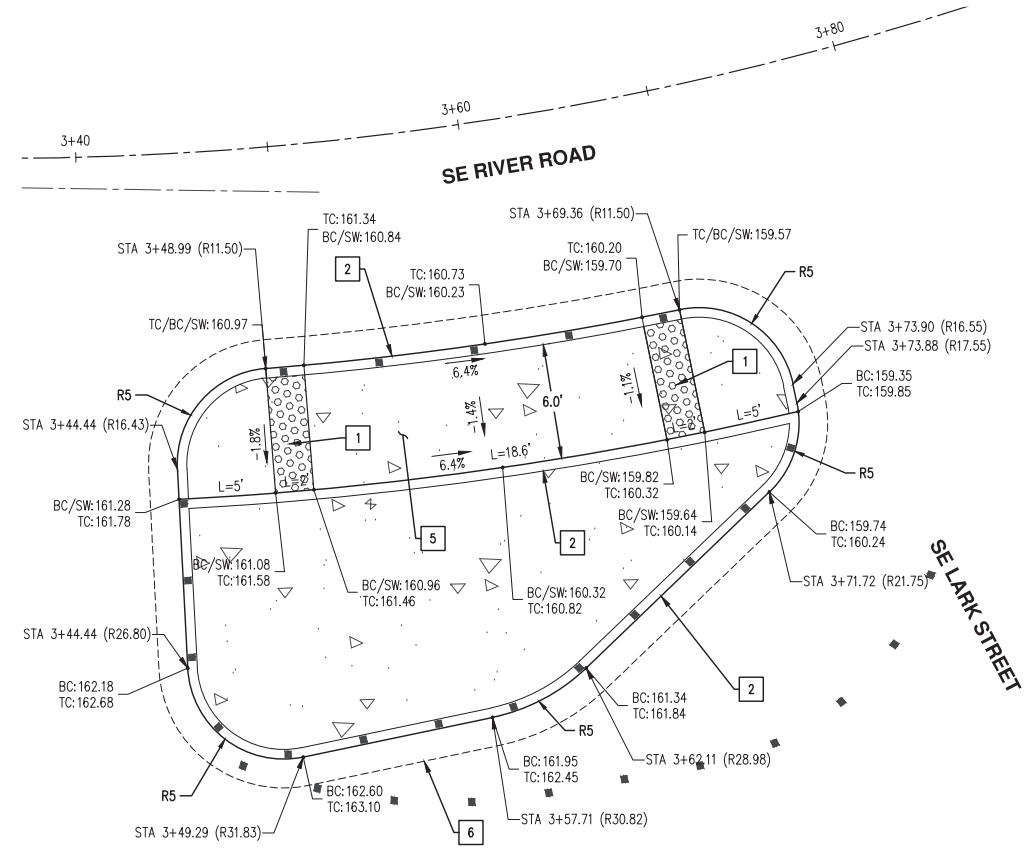 3+80
3+60
3+40
SE RIVER ROAD
STA 3+69.36 (R11.50)
TC:161.34
BC/SW:160.84
TC/BC/SW:159.57
STA 3+48.99 (R11.50)
TC:160.20
BC/SW:159.70
2
TC:160.73
BC/SW:160.23
R5
TC/BC/SW:160.97
STA 3+73.90 (R16.55)
STA 3+73.88 (R17.55)
1
6.4%
-1.1%
BC:159.35
TC:159.85
R5
6.0'
-1.4%
L=5'
STA 3+44.44 (R16.43)
-1.8%
1
L=18.6'
6.4%
R5
L=5'
BC/SW:159.82
TC:160.32
BC/SW:161.28
TC:161.78
BC/SW:159.64
TC:160.14
BC:159.74
TC:160.24
5
2
BC/SW:161.08
TC:161.58
BC/SW:160.96
TC:161.46
BC/SW:160.32
TC:160.82
STA 3+71.72 (R21.75)
SE LARK STREET
STA 3+44.44 (R26.80)
BC:162.18
TC:162.68
2
BC:161.34
TC:161.84
R5
STA 3+62.11 (R28.98)
BC:161.95
TC:162.45
R5
BC:162.60
TC:163.10
STA 3+57.71 (R30.82)
STA 3+49.29 (R31.83)
6